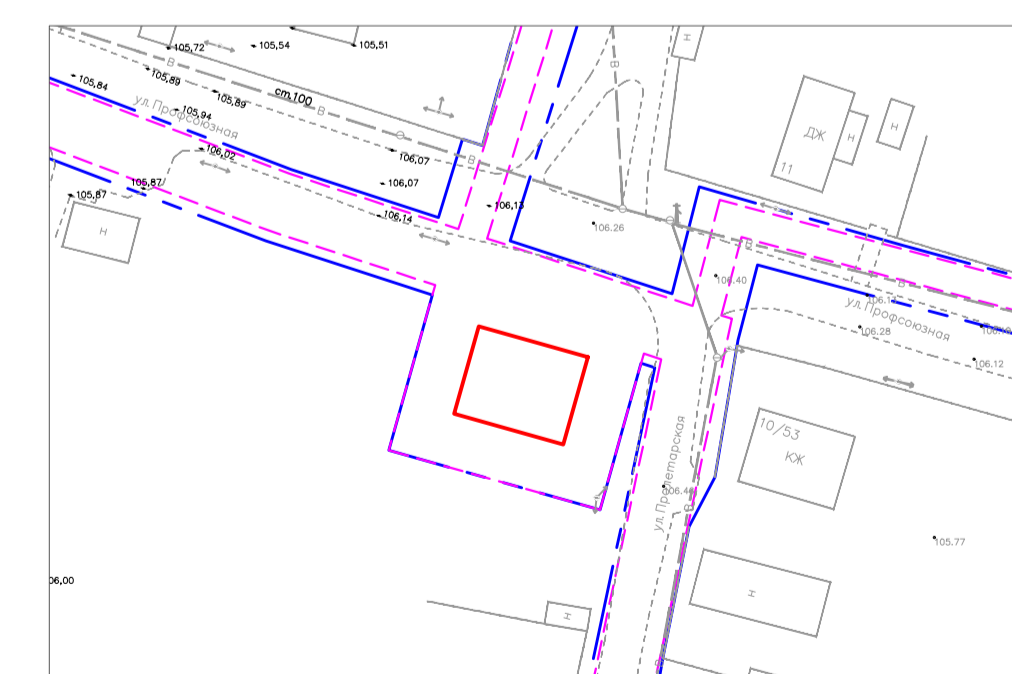 105,72
105,54
105,51
Н
В
В
105,89
105,84
105,89
ст.100
В
105,94
ул. Профсоюзная
ДЖ
Н
Н
11
106,02
106,07
В
105,87
105,87
106,07
106,13
106,14
106.26
Н
В
106.40
В
ул. Профсоюзная
106.28
106.12
10/53
КЖ
ул. Пролетарская
В
105.77
06,00
Н
Н
В